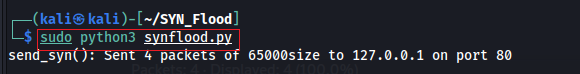 (kali㉿kali)-[~/SYN_Flood]
sudo python3 synflood.py
send_syn(): Sent 4 packets of 65000size to 127.0.0.1 on port 80